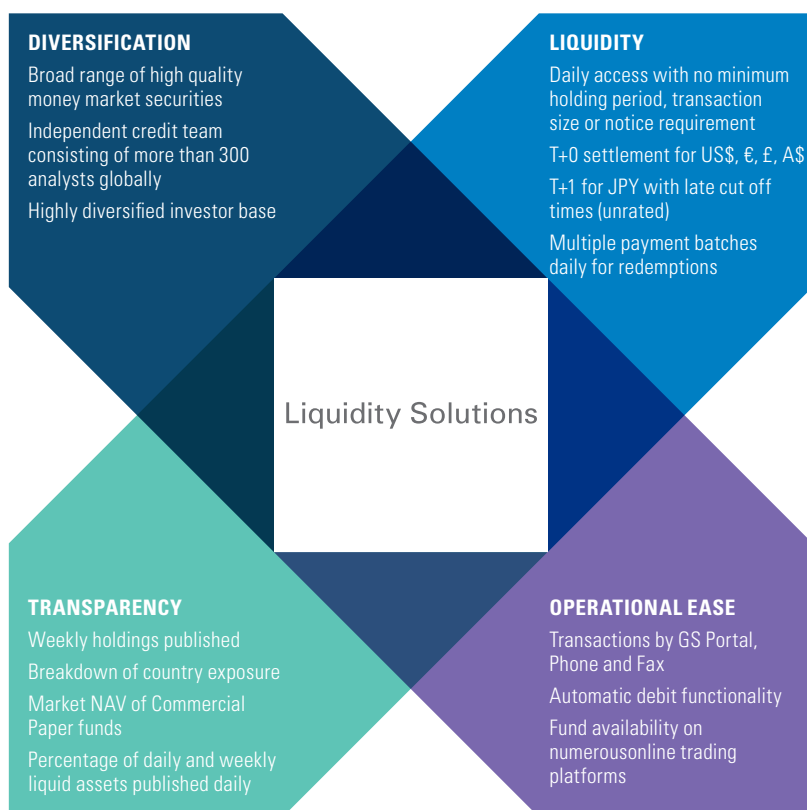 DIVERSIFICATION
Broad range of high quality
money market securities
Independent credit team
consisting of more than 300
analysts globally
Highly diversified investor base
LIQUIDITY
Daily access with no minimum
holding period, transaction
size or notice requirement
T+0 settlement for US$, €, £, A$
T+1 for JPY with late cut off
times (unrated)
Multiple payment batches
daily for redemptions
Liquidity Solutions
TRANSPARENCY
Weekly holdings published
Breakdown of country exposure
Market NAV of Commercial
Paper funds
Percentage of daily and weekly
liquid assets published daily
OPERATIONAL EASE
Transactions by GS Portal,
Phone and Fax
Automatic debit functionality
Fund availability on
numerousonline trading
platforms